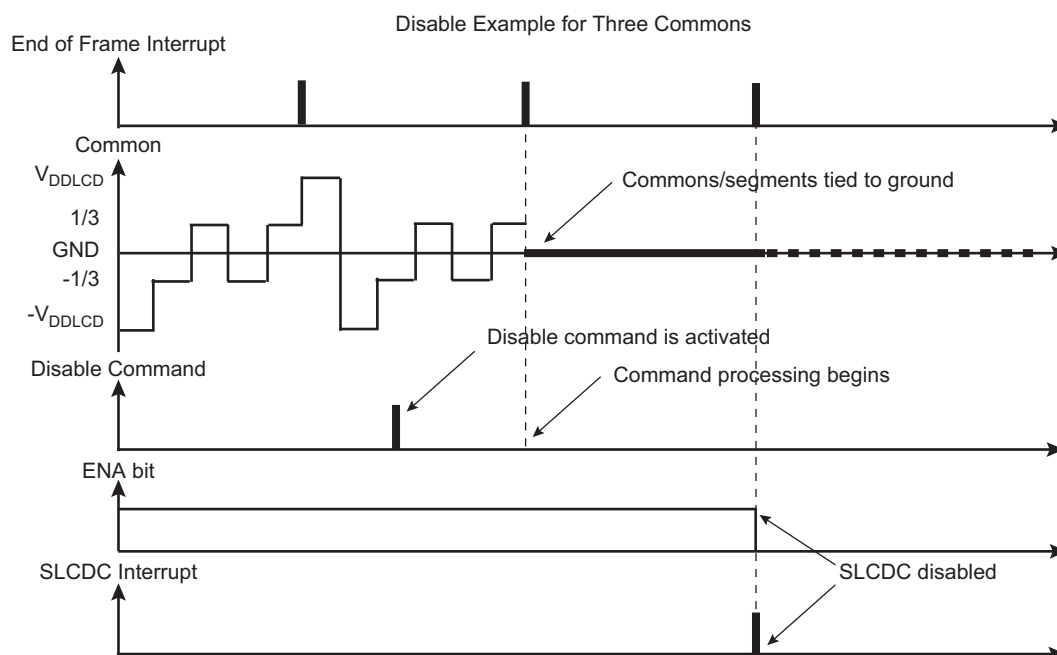 Disable Example for Three Commons
End of Frame Interrupt
Common
VDDLCD
Commons/segments tied to ground
1/3
GND
-1/3
-VDDLCD
Disable command is activated
Disable Command
Command processing begins
ENA bit
SLCDC Interrupt
SLCDC disabled